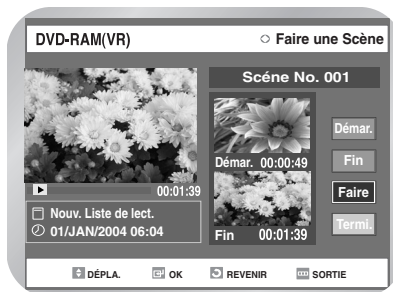 DVD-RAM(VR)
Faire une Scène
Scéne No. 001
Démar. 00:00:49
00:01:39
Fin 00:01:39
Nouv. Liste de lect.
01/JAN/2004 06:04
Démar.
Fin
Faire
Termi.
DÉPLA. OK REVENIR SORTIE